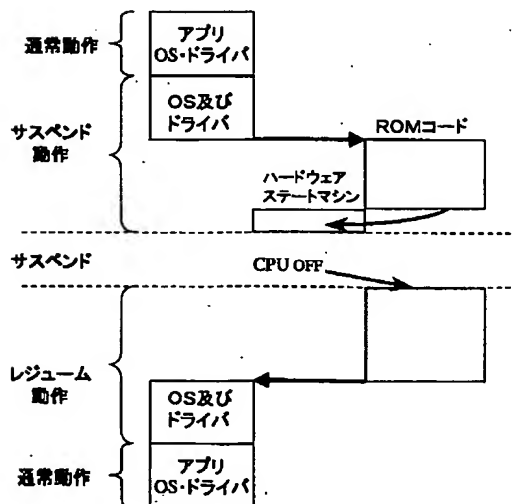 通常動作
アプリ
OS・ドライバ
サスペンド
動作
OS及び
ドライバ
ROMコード
ハードウェア
ステートマシン
サスペンド
CPU OFF
レジューム
動作
OS及び
ドライバ
通常動作
アプリ
OS・ドライバ